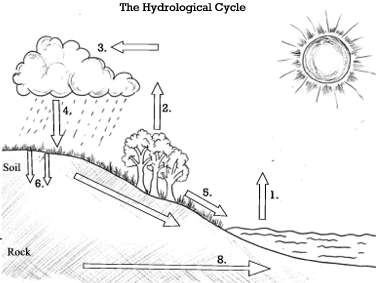 The Hydrological Cycle
3.
4.
2.
Soil
6.
5.
1.
Rock
8.